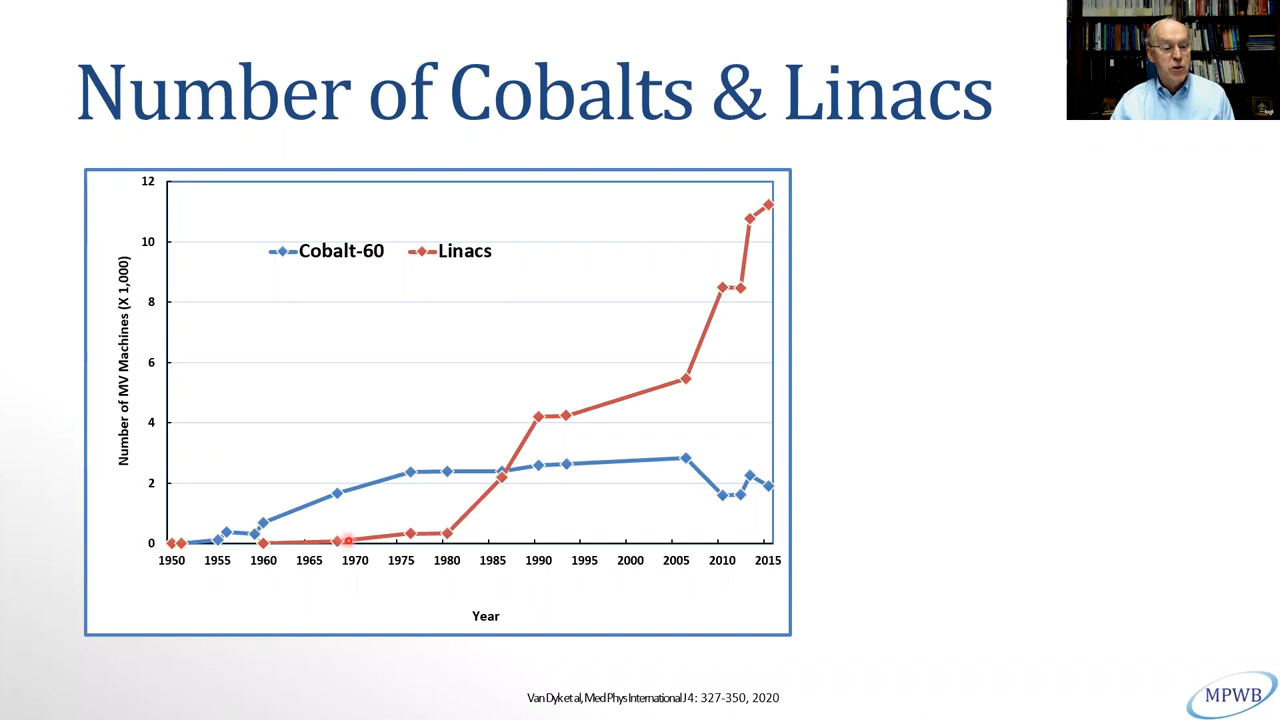 Number of Cobalts & Linacs
12
10
8
6
4
2
0
Number of MV Machines (X 1,000)
Cobalt-60 Linacs
1950 1955 1960 1965 1970 1975 1980 1985 1990 1995 2000 2005 2010 2015
Year
Van Dyk et al, Med Phys International J 4: 327-350, 2020
MPWB